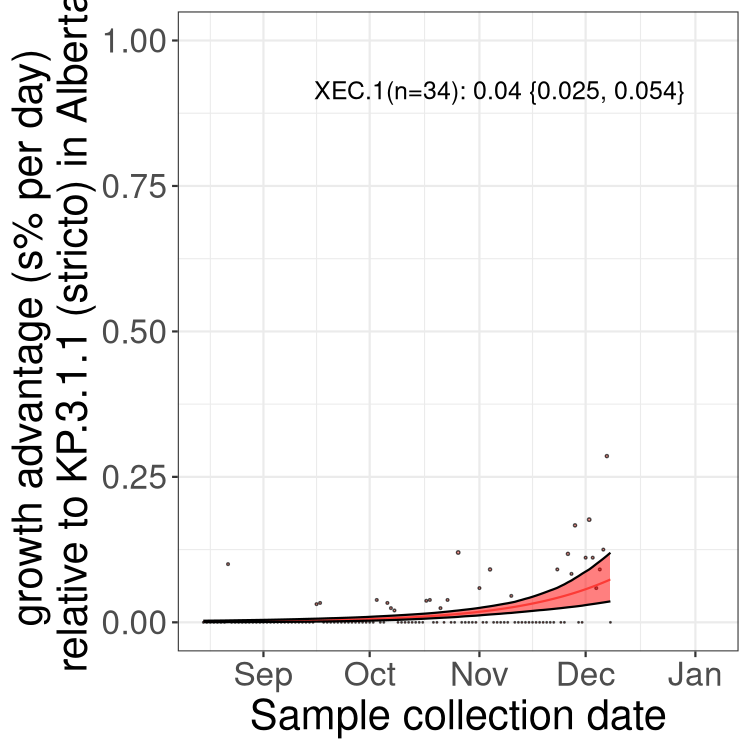 growth advantage (s% per day)
relative to KP.3.1.1 (stricto) in Alberta
1.00
XEC.1(n=34): 0.04 {0.025, 0.054}
0.75
0.50
0.25
0.00
Sep Oct Nov Dec Jan
Sample collection date